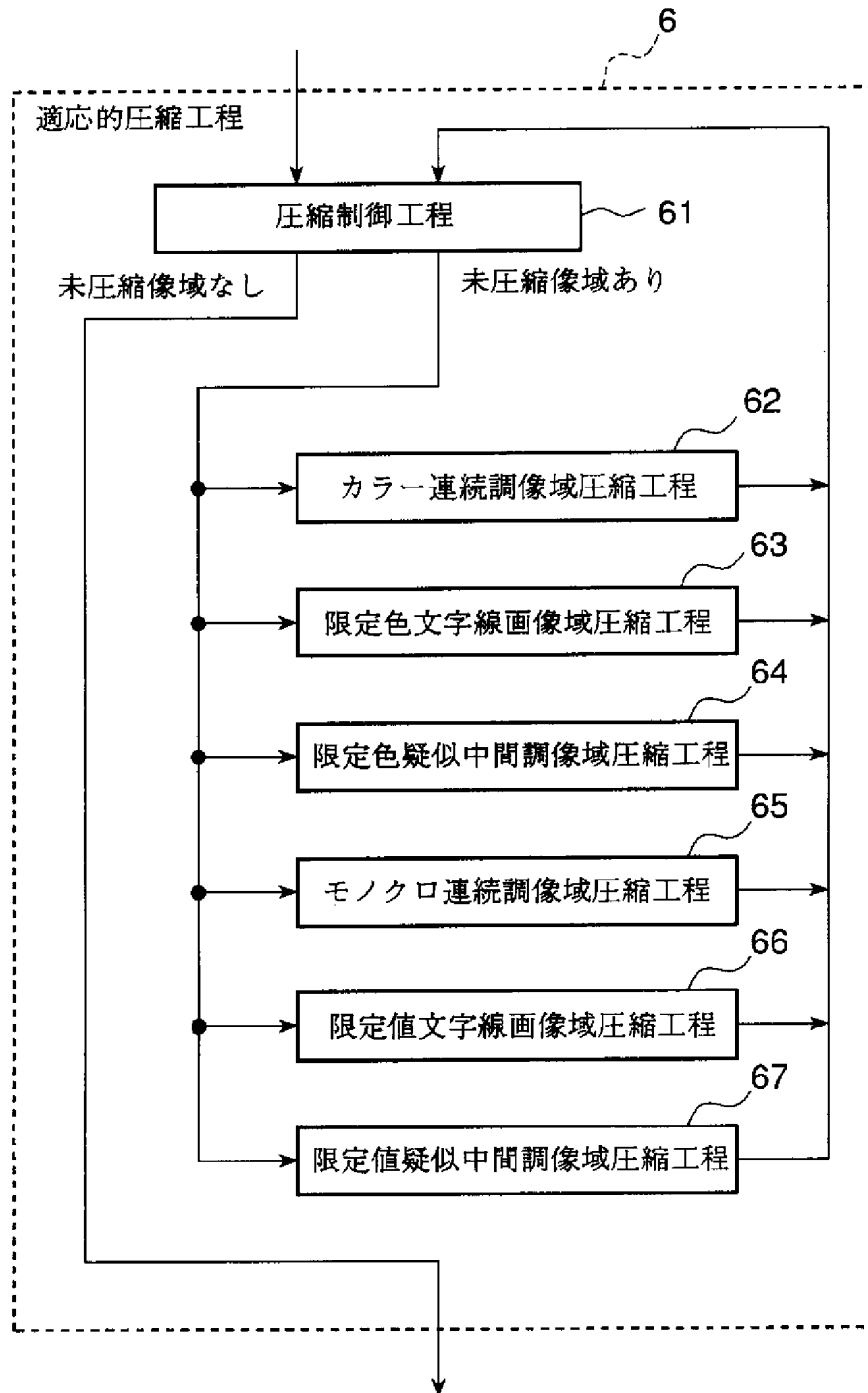 6
適応的圧縮工程
圧縮制御工程
61
未圧縮像域なし
未圧縮像域あり
62
カラー連続調像域圧縮工程
63
限定色文字線画像域圧縮工程
64
限定色疑似中間調像域圧縮工程
65
モノクロ連続調像域圧縮工程
66
限定値文字線画像域圧縮工程
67
限定値疑似中間調像域圧縮工程